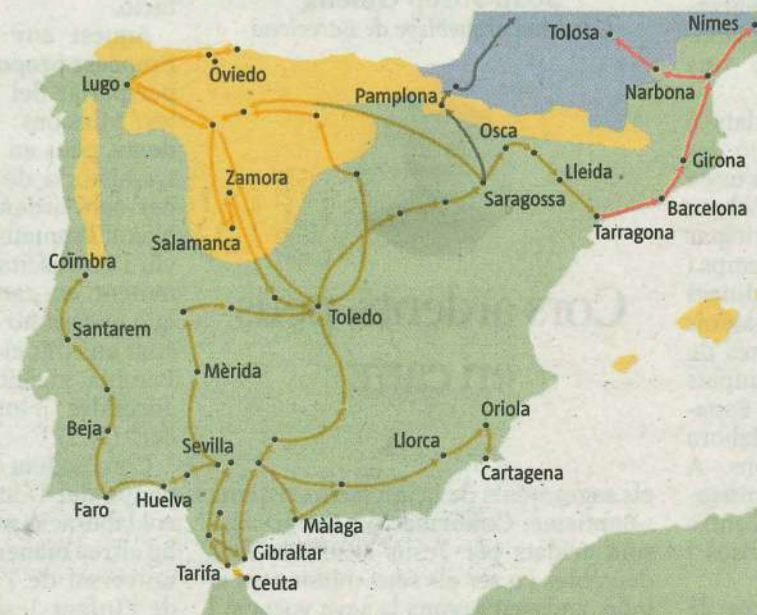 Nimes
Tolosa
Oviedo
Lugo
Narbona
Pamplona
Osca
Lleida
Girona
Zamora
Saragossa
Barcelona
Salamanca
Tarragona
Coïmbra
Toledo
Santarem
Mèrida
Oriola
Beja
Sevilla
Llorca
Cartagena
Faro
Huelva
Màlaga
Gibraltar
Tarifa
Ceuta